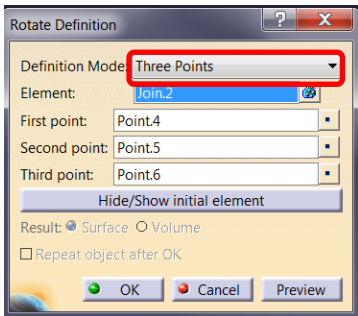 Rotate Definition
?
X
Definition Mode: Three Points
Element: Join.2
First point: Point.4
Second point: Point.5
Third point: Point.6
Hide/Show initial element
Result: Surface Volume
Repeat object after OK
OK Cancel Preview